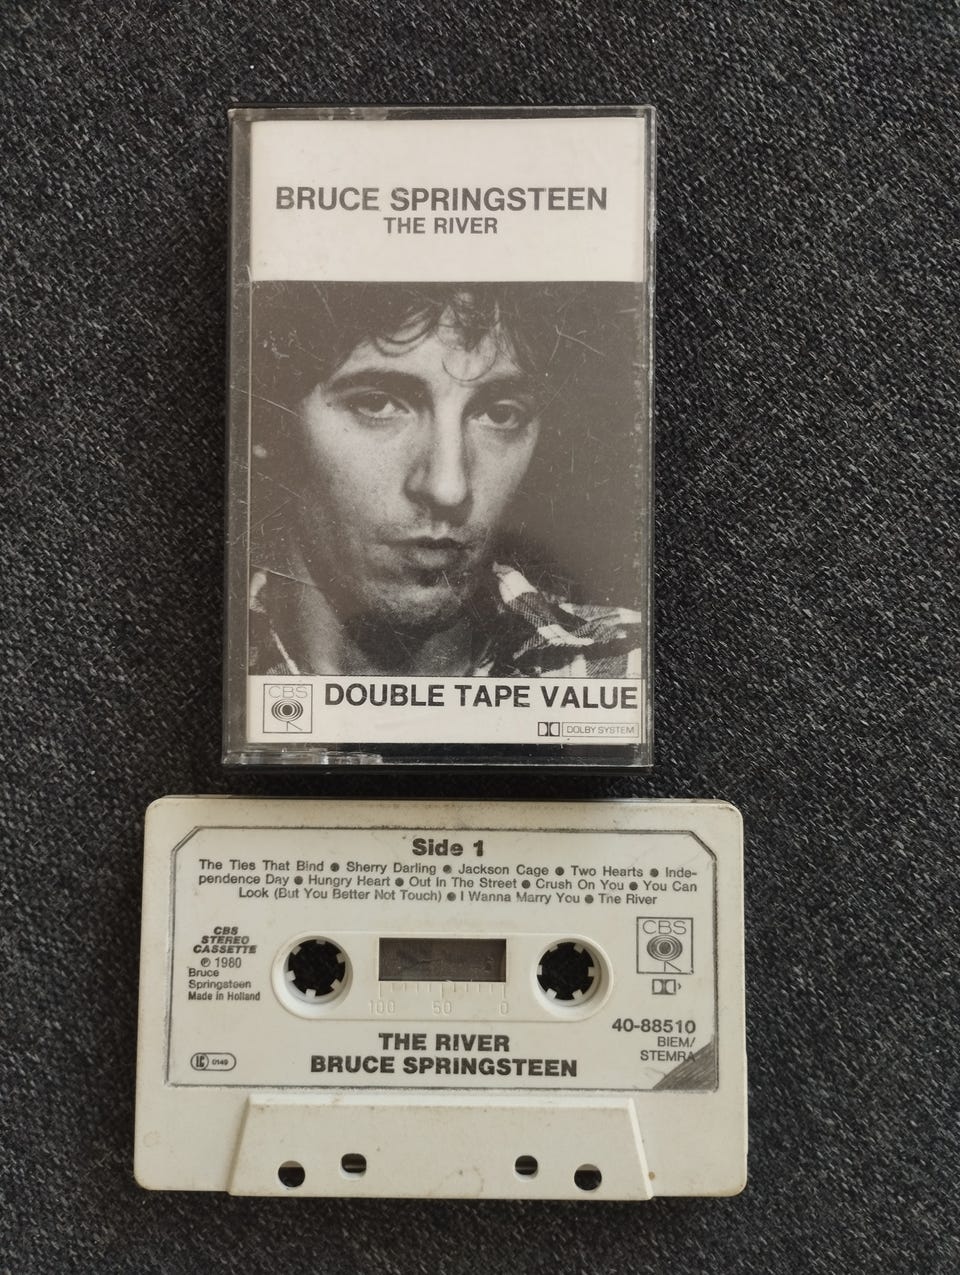 BRUCE SPRINGSTEEN
THE RIVER
CBS
DOUBLE TAPE VALUE
DOLBY SYSTEM
Side 1
The Ties That Bind ● Sherry Darling ● Jackson Cage ● Two Hearts ● Inde-
pendence Day ● Hungry Heart ● Out In The Street ● Crush On You ● You Can
Look (But You Better Not Touch) ● I Wanna Marry You ● Tne River
CBS
STEREO
CASSETTE
℗ 1980
Bruce
Springsteen
Made in Holland
CBS
100 50 0
40-88510
BIEM/
STEMRA
THE RIVER
BRUCE SPRINGSTEEN
LC 0149